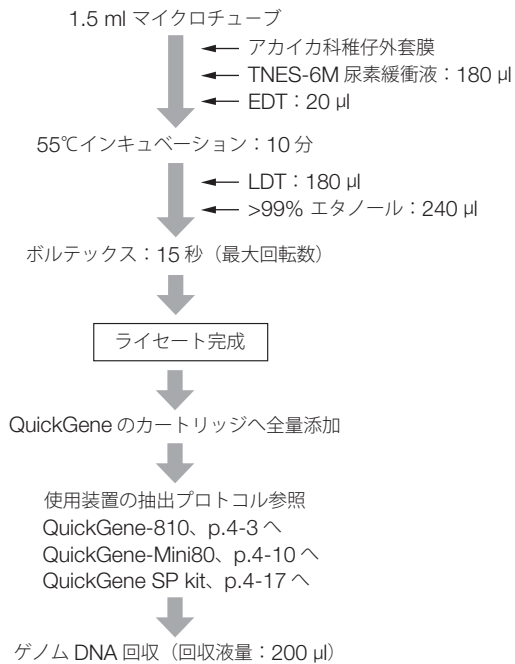 1.5 ml マイクロチューブ
アカイカ科稚仔外套膜
TNES-6M 尿素緩衝液：180 µl
EDT：20 µl
55℃インキュベーション：10 分
LDT：180 µl
>99% エタノール：240 µl
ボルテックス：15 秒（最大回転数）
ライセート完成
QuickGene のカートリッジへ全量添加
使用装置の抽出プロトコル参照
QuickGene-810、p.4-3 へ
QuickGene-Mini80、p.4-10 へ
QuickGene SP kit、p.4-17 へ
ゲノム DNA 回収（回収液量：200 µl）